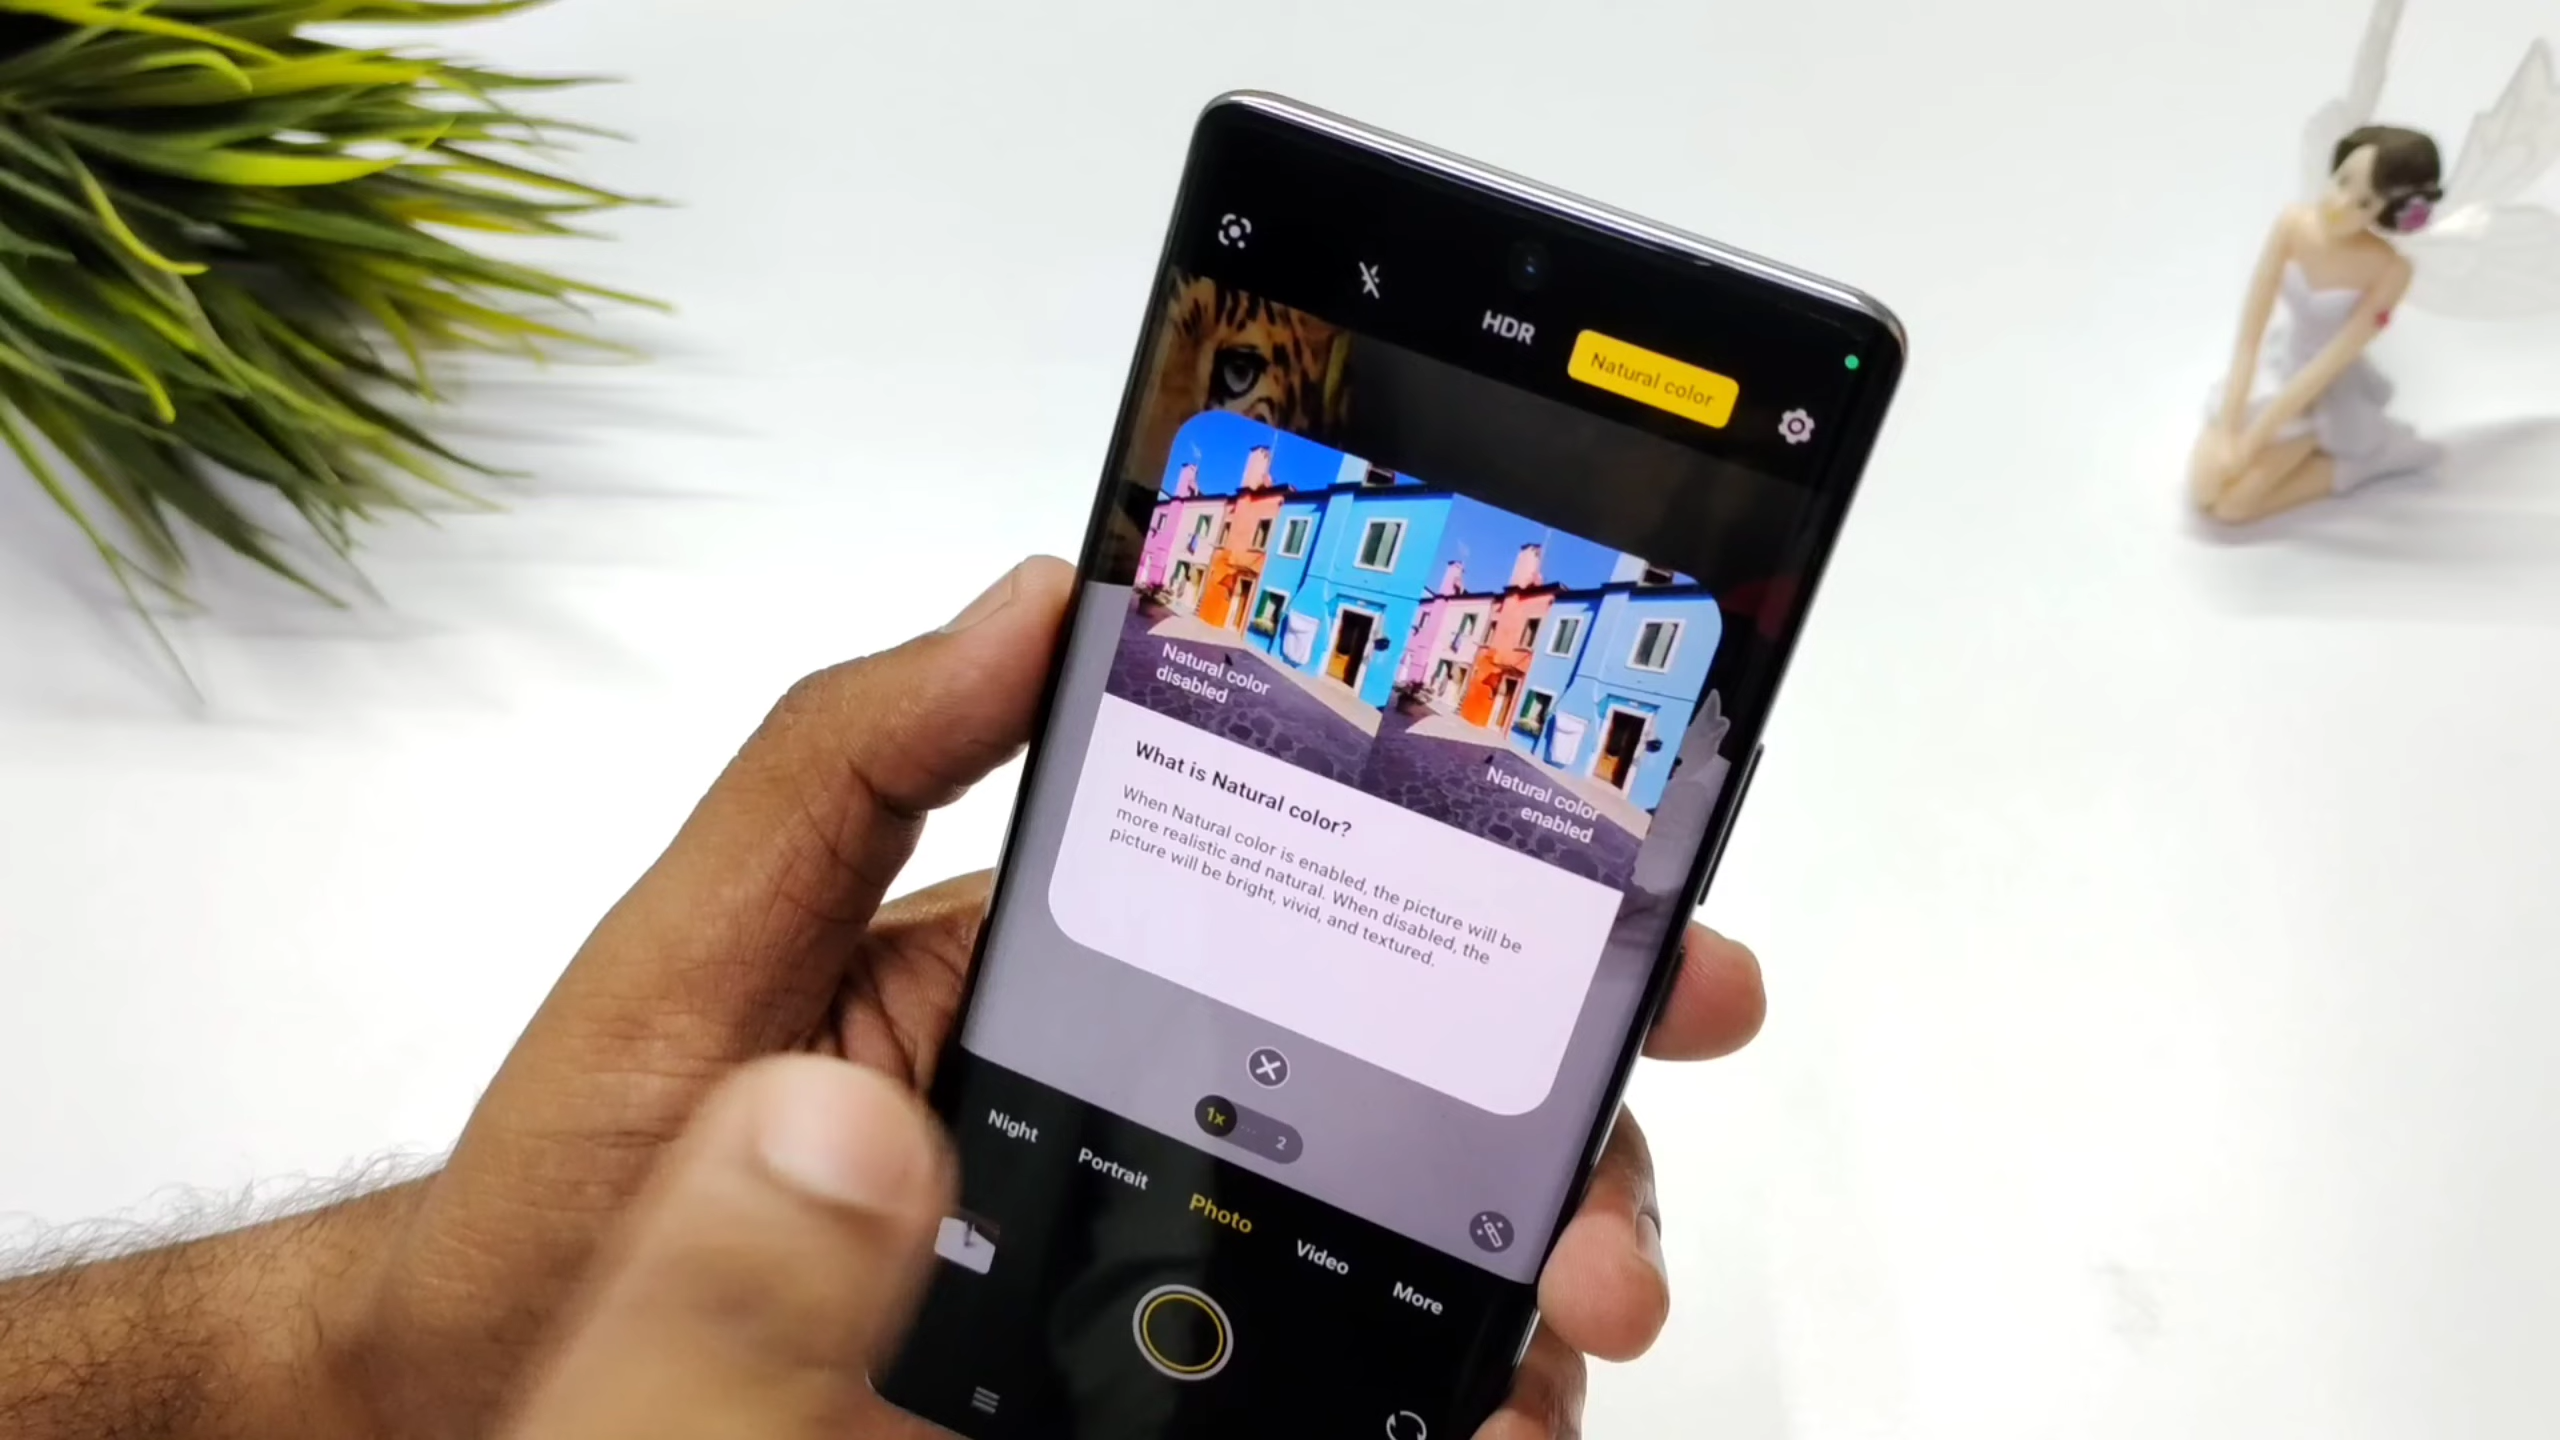 HDR
Natural color
Natural color
disabled
Natural color
enabled
What is Natural color?
When Natural color is enabled, the picture will be
more realistic and natural. When disabled, the
picture will be bright, vivid, and textured.
1x
2
Night
Portrait
Photo
Video
More